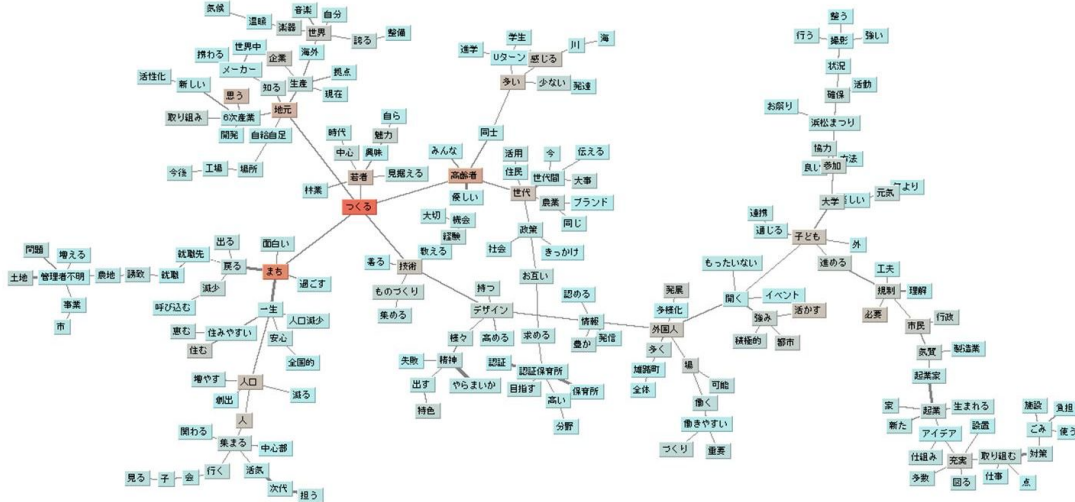 気候
温暖
楽器
音楽
自分
世界
誇る
整備
携わる
世界中
企業
海外
メーカー
知る
生産
拠点
現在
活性化
新しい
思う
地元
取り組み
6次産業
開発
自給自足
今後
工場
場所
時代
自ら
魅力
中心
興味
若者
見据える
林業
つくる
進学
学生
Uターン
感じる
川
海
多い
少ない
発達
同士
みんな
高齢者
優しい
活用
住民
今
伝える
世代間
大事
世代
農業
ブランド
同じ
政策
社会
きっかけ
お互い
大切
機会
経験
教える
着る
技術
ものづくり
集める
問題
増える
土地
管理者不明
農地
誘致
就職
事業
市
就職先
出る
戻る
減少
呼び込む
面白い
まち
過ごす
一生
恵む
住みやすい
人口減少
住む
安心
全国的
増やす
人口
創出
減る
人
関わる
集まる
中心部
見る
子
会
行く
活気
次代
担う
持つ
デザイン
様々
高める
求める
失敗
精神
出す
やらまいか
特色
認証
認証保育所
目指す
保育所
高い
分野
認める
情報
豊か
発信
発展
多様化
外国人
多く
雄踏町
全体
場
可能
働く
働きやすい
づくり
重要
もったいない
聞く
イベント
強み
活かす
積極的
都市
整う
行う
撮影
強い
状況
活動
確保
お祭り
浜松まつり
協力
方法
良い
参加
大学
元気
連携
通じる
子ども
外
進める
工夫
規制
理解
必要
市民
行政
気質
製造業
起業家
家
起業
生まれる
新た
アイデア
設置
仕組み
充実
取り組む
多数
図る
仕事
点
対策
施設
負担
ごみ
使う